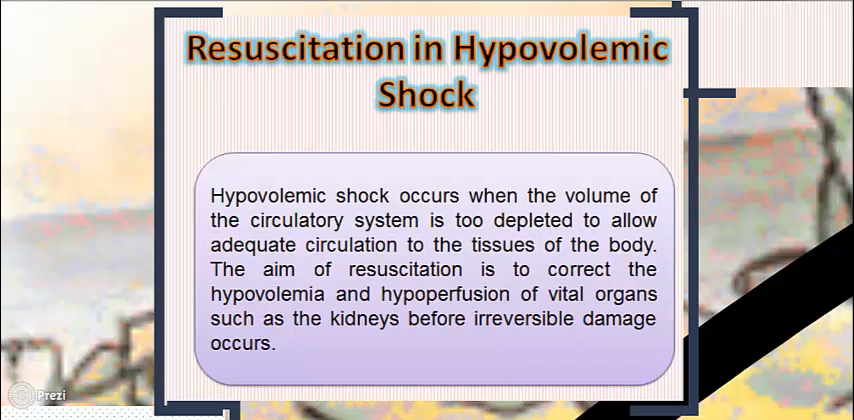 Resuscitation in Hypovolemic
Shock
Hypovolemic shock occurs when the volume of
the circulatory system is too depleted to allow
adequate circulation to the tissues of the body.
The aim of resuscitation is to correct the
hypovolemia and hypoperfusion of vital organs
such as the kidneys before irreversible damage
occurs.
Prezi